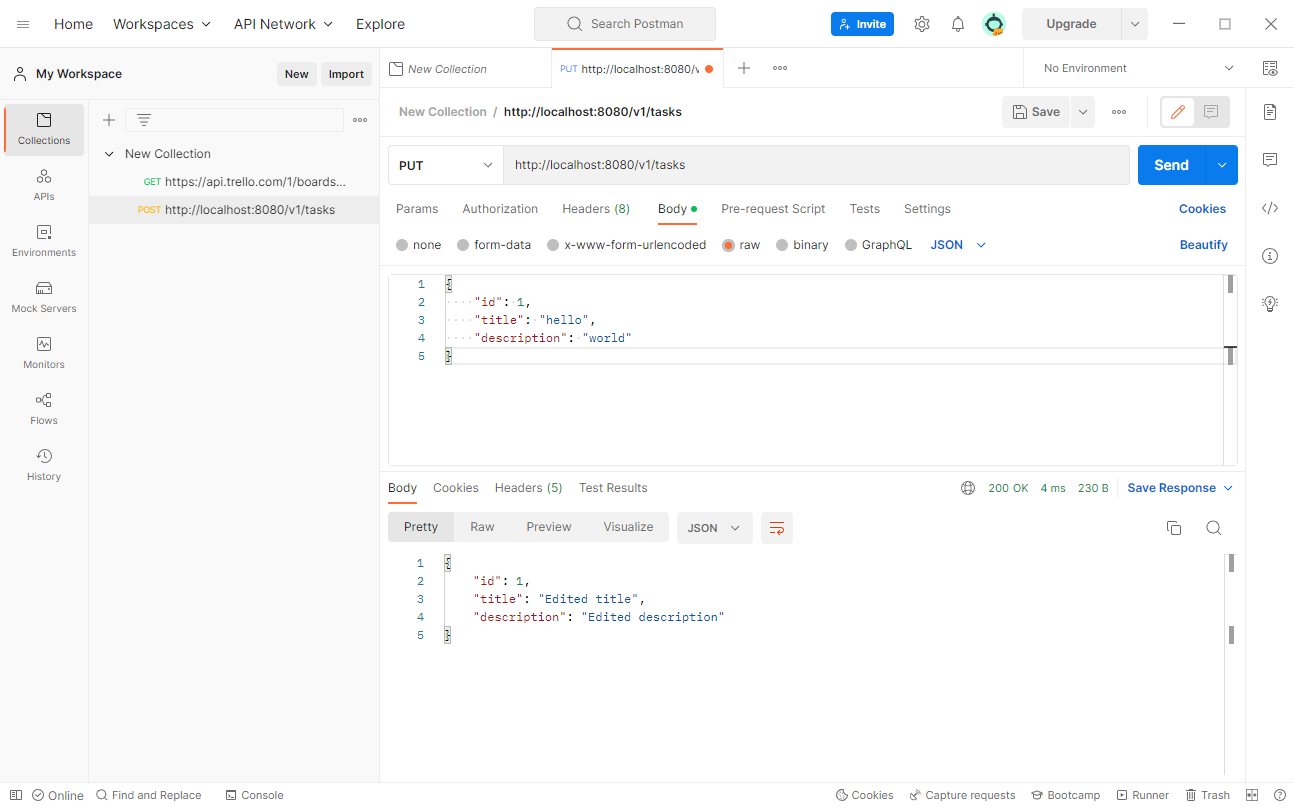 Home Workspaces API Network Explore Search Postman Invite Upgrade
My Workspace New Import New Collection PUT http://localhost:8080/v No Environment
New Collection / http://localhost:8080/v1/tasks Save
Collections
New Collection
GET https://api.trello.com/1/boards...
POST http://localhost:8080/v1/tasks
APIs
Environments
Mock Servers
Monitors
Flows
History
PUT http://localhost:8080/v1/tasks Send
Params Authorization Headers (8) Body Pre-request Script Tests Settings Cookies
none form-data x-www-form-urlencoded raw binary GraphQL JSON Beautify
1 {
2 "id": 1,
3 "title": "hello",
4 "description": "world"
5 }
Body Cookies Headers (5) Test Results 200 OK 4 ms 230 B Save Response
Pretty Raw Preview Visualize JSON
1 {
2 "id": 1,
3 "title": "Edited title",
4 "description": "Edited description"
5 }
Online Find and Replace Console Cookies Capture requests Bootcamp Runner Trash